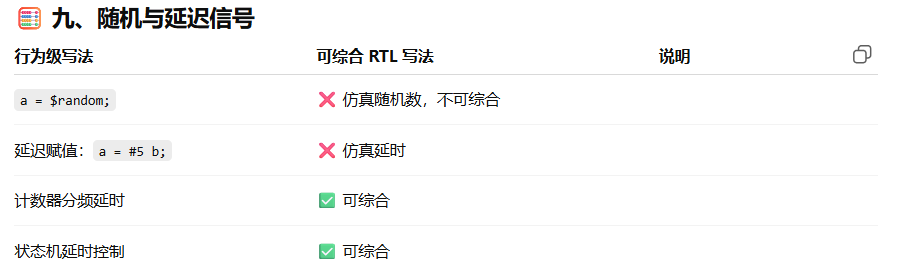 九、随机与延迟信号
行为级写法 可综合 RTL 写法 说明
a = $random; ❌ 仿真随机数，不可综合
延迟赋值：a = #5 b; ❌ 仿真延时
计数器分频延时 ✅ 可综合
状态机延时控制 ✅ 可综合